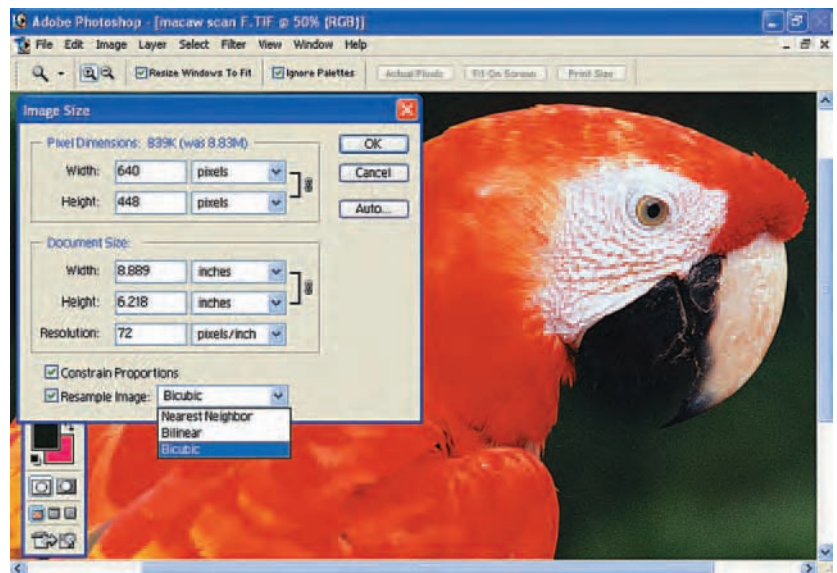 Adobe Photoshop - [macaw scan F.TIF @ 50% (RGB)]
File Edit Image Layer Select Filter View Window Help
Resize Windows To Fit Ignore Palettes Actual Pixels Fit On Screen Print Size
Image Size
Pixel Dimensions: 839K (was 8.83M)
Width: 640 pixels
Height: 448 pixels
OK
Cancel
Auto...
Document Size:
Width: 8.889 inches
Height: 6.218 inches
Resolution: 72 pixels/inch
Constrain Proportions
Resample Image: Bicubic
Nearest Neighbor
Bilinear
Bicubic